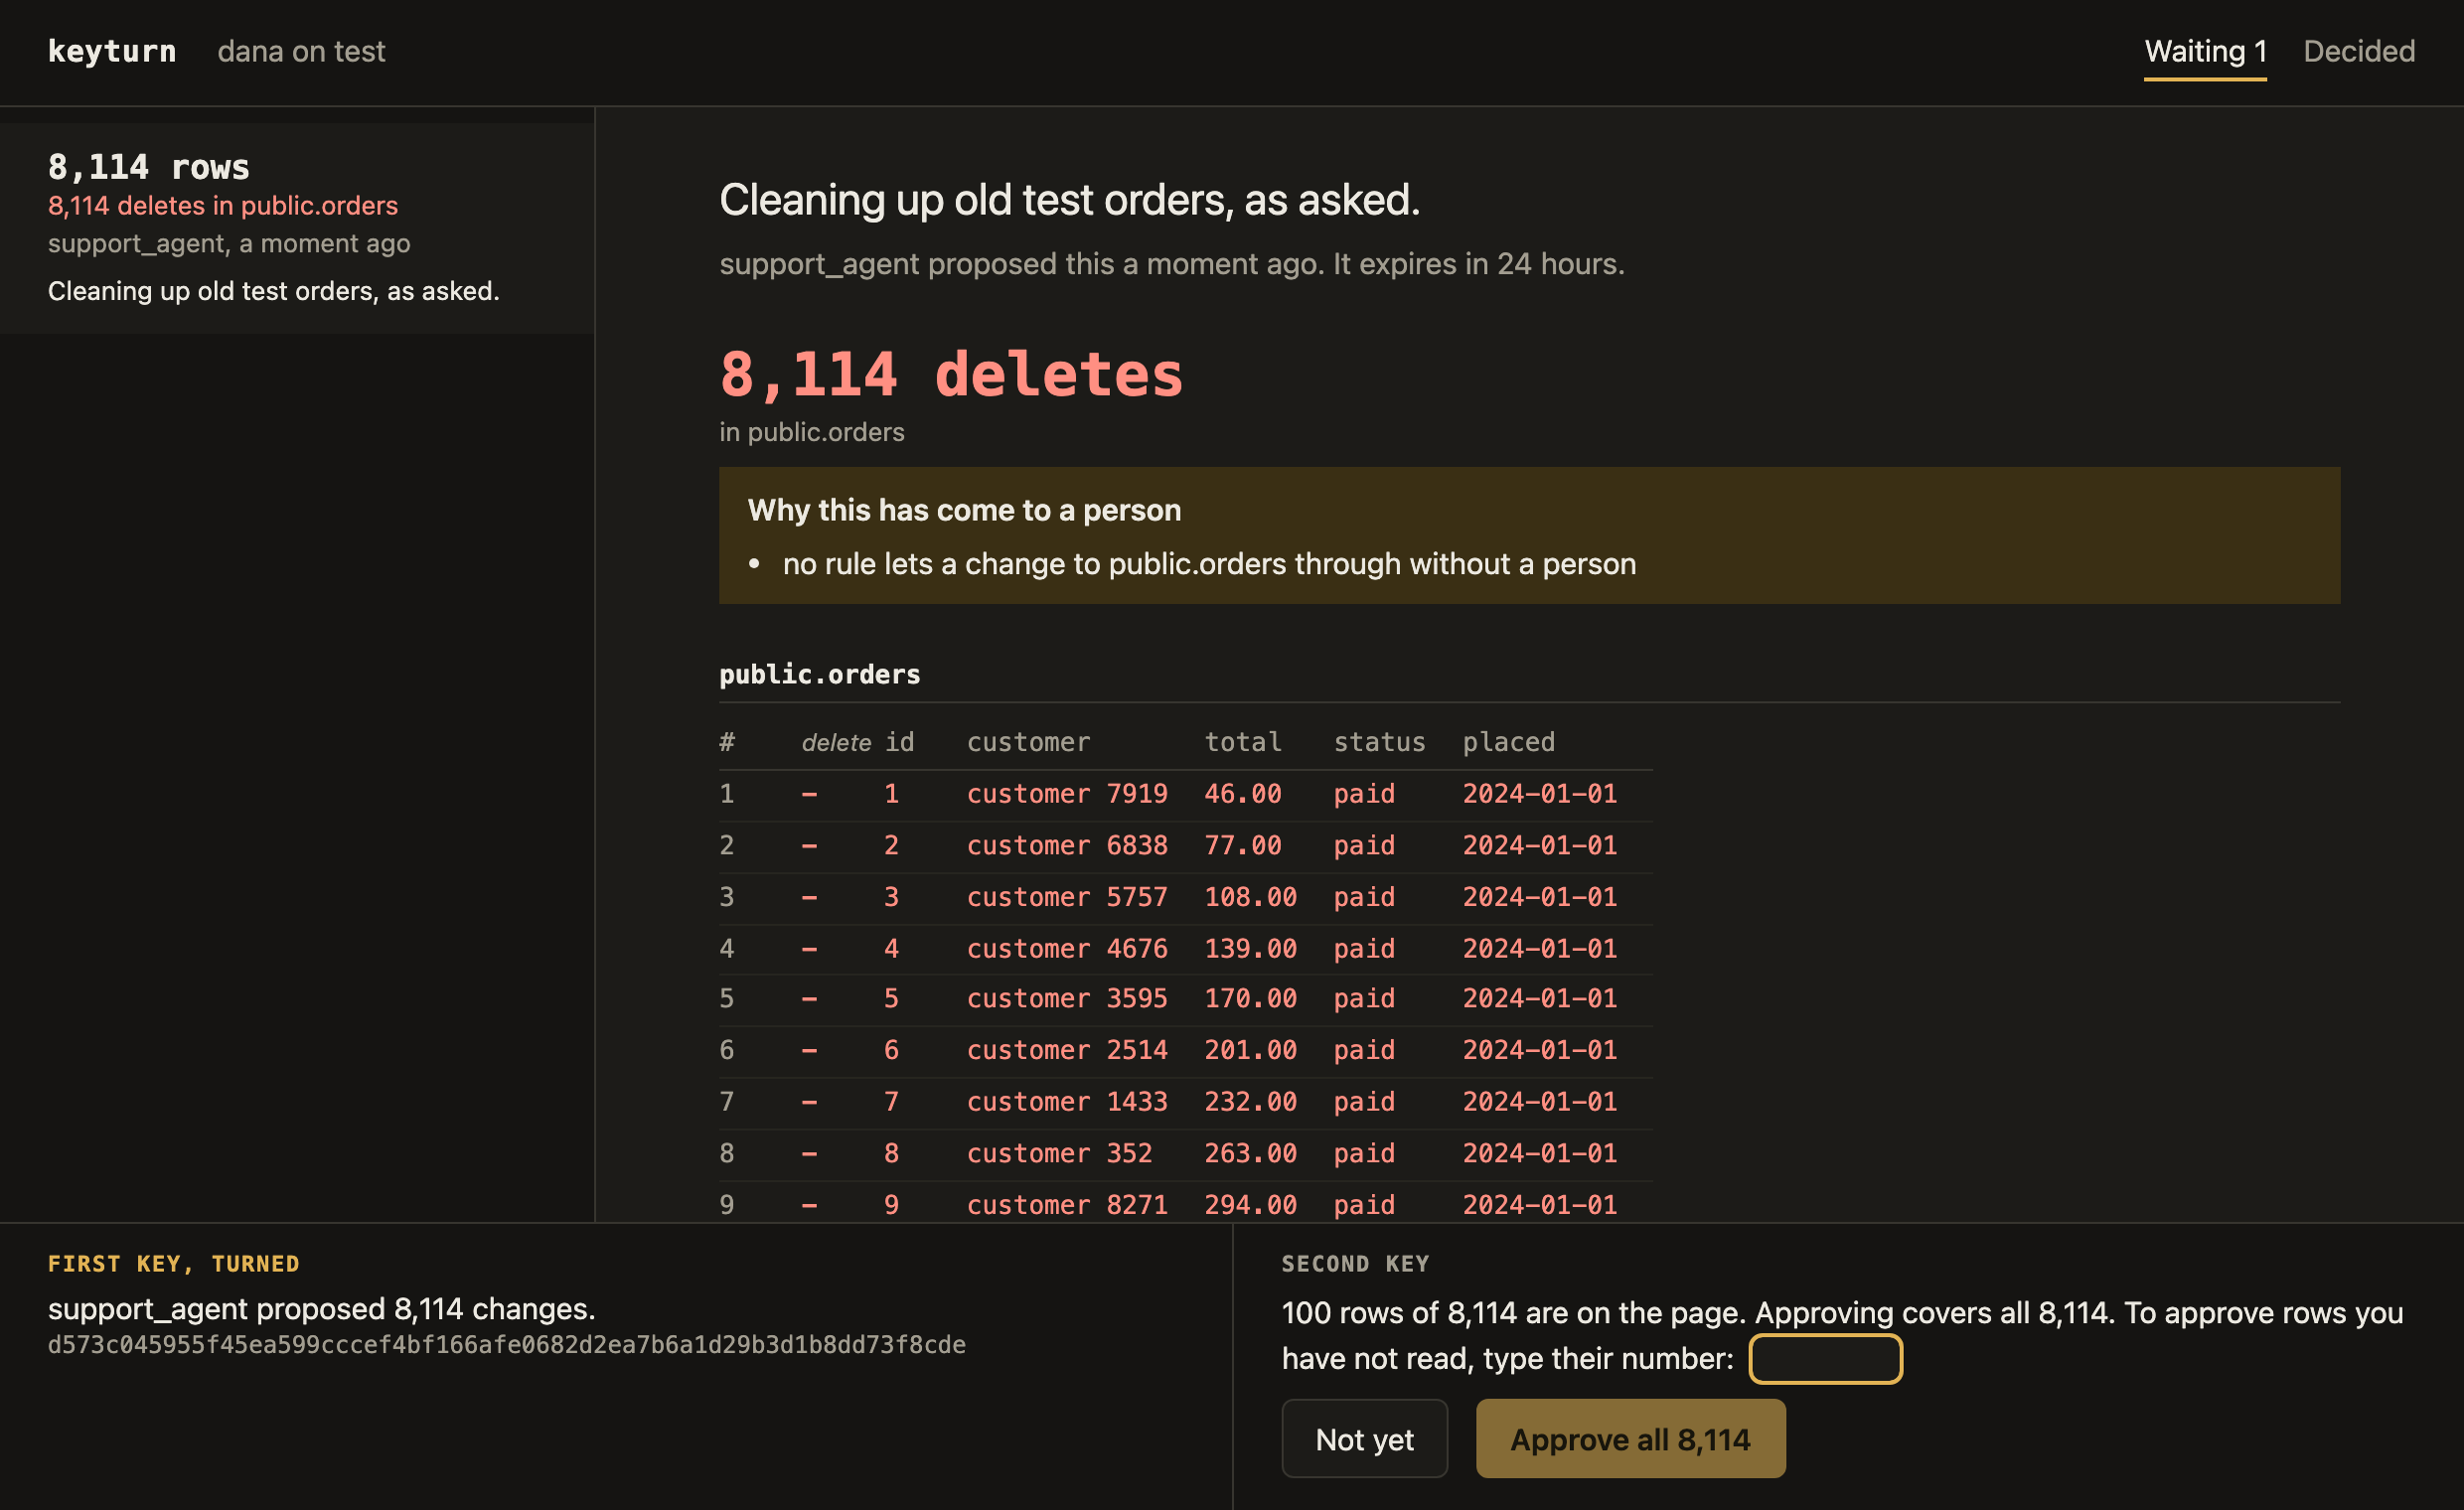 keyturn dana on test Waiting 1 Decided
8,114 rows
8,114 deletes in public.orders
support_agent, a moment ago
Cleaning up old test orders, as asked.
Cleaning up old test orders, as asked.
support_agent proposed this a moment ago. It expires in 24 hours.
8,114 deletes
in public.orders
Why this has come to a person
• no rule lets a change to public.orders through without a person
public.orders
# delete id customer total status placed
1 − 1 customer 7919 46.00 paid 2024-01-01
2 − 2 customer 6838 77.00 paid 2024-01-01
3 − 3 customer 5757 108.00 paid 2024-01-01
4 − 4 customer 4676 139.00 paid 2024-01-01
5 − 5 customer 3595 170.00 paid 2024-01-01
6 − 6 customer 2514 201.00 paid 2024-01-01
7 − 7 customer 1433 232.00 paid 2024-01-01
8 − 8 customer 352 263.00 paid 2024-01-01
9 − 9 customer 8271 294.00 paid 2024-01-01
FIRST KEY, TURNED
support_agent proposed 8,114 changes.
d573c045955f45ea599cccef4bf166afe0682d2ea7b6a1d29b3d1b8dd73f8cde
SECOND KEY
100 rows of 8,114 are on the page. Approving covers all 8,114. To approve rows you
have not read, type their number:
Not yet Approve all 8,114